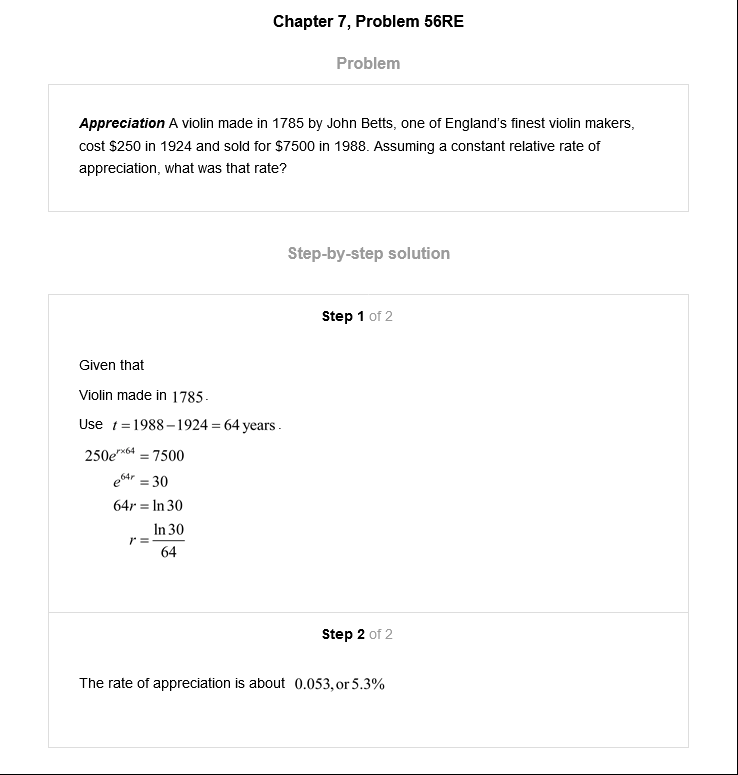 Chapter 7, Problem 56RE
Problem
Appreciation A violin made in 1785 by John Betts, one of England's finest violin makers,
cost $250 in 1924 and sold for $7500 in 1988. Assuming a constant relative rate of
appreciation, what was that rate?
Step-by-step solution
Step 1 of 2
Given that
Violin made in 1785.
Use t = 1988 − 1924 = 64 years.
250e^{r×64} = 7500
e^{64r} = 30
64r = ln 30
r = \frac{ln 30}{64}
Step 2 of 2
The rate of appreciation is about 0.053, or 5.3%